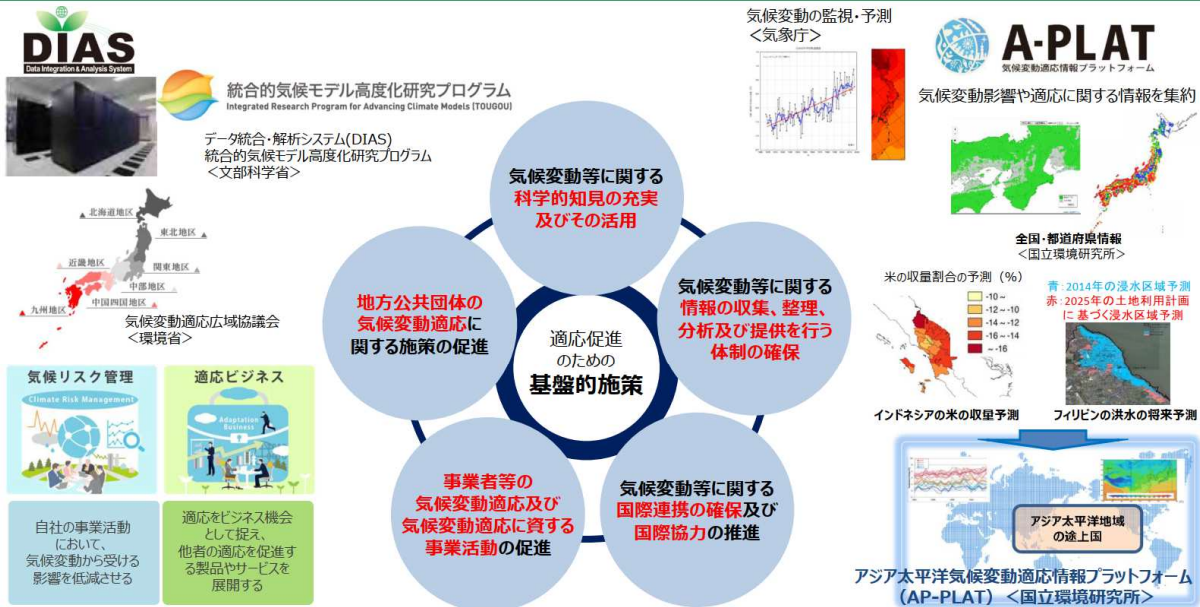 DIAS
Data Integration & Analysis System
統合的気候モデル高度化研究プログラム
Integrated Research Program for Advancing Climate Models (TOUGOU)
データ統合・解析システム(DIAS)
統合的気候モデル高度化研究プログラム
<文部科学省>
北海道地区
東北地区
近畿地区
関東地区
中部地区
中国四国地区
九州地区
気候変動適応広域協議会
<環境省>
気候リスク管理
Climate Risk Management
自社の事業活動
において、
気候変動から受ける
影響を低減させる
適応ビジネス
Adaptation
Business
適応をビジネス機会
として捉え、
他者の適応を促進す
る製品やサービスを
展開する
気候変動等に関する
科学的知見の充実
及びその活用
気候変動等に関する
情報の収集、整理、
分析及び提供を行う
体制の確保
気候変動等に関する
国際連携の確保及び
国際協力の推進
事業者等の
気候変動適応及び
気候変動適応に資する
事業活動の促進
地方公共団体の
気候変動適応に
関する施策の促進
適応促進
のための
基盤的施策
気候変動の監視・予測
<気象庁>
A-PLAT
気候変動適応情報プラットフォーム
気候変動影響や適応に関する情報を集約
全国・都道府県情報
<国立環境研究所>
米の収量割合の予測（%）
-10 ~
-12 ~ -10
-14 ~ -12
-16 ~ -14
~ -16
インドネシアの米の収量予測
青：2014年の浸水区域予測
赤：2025年の土地利用計画
に 基づく浸水区域予測
フィリピンの洪水の将来予測
アジア太平洋地域
の途上国
アジア太平洋気候変動適応情報プラットフォーム
（AP-PLAT）<国立環境研究所>